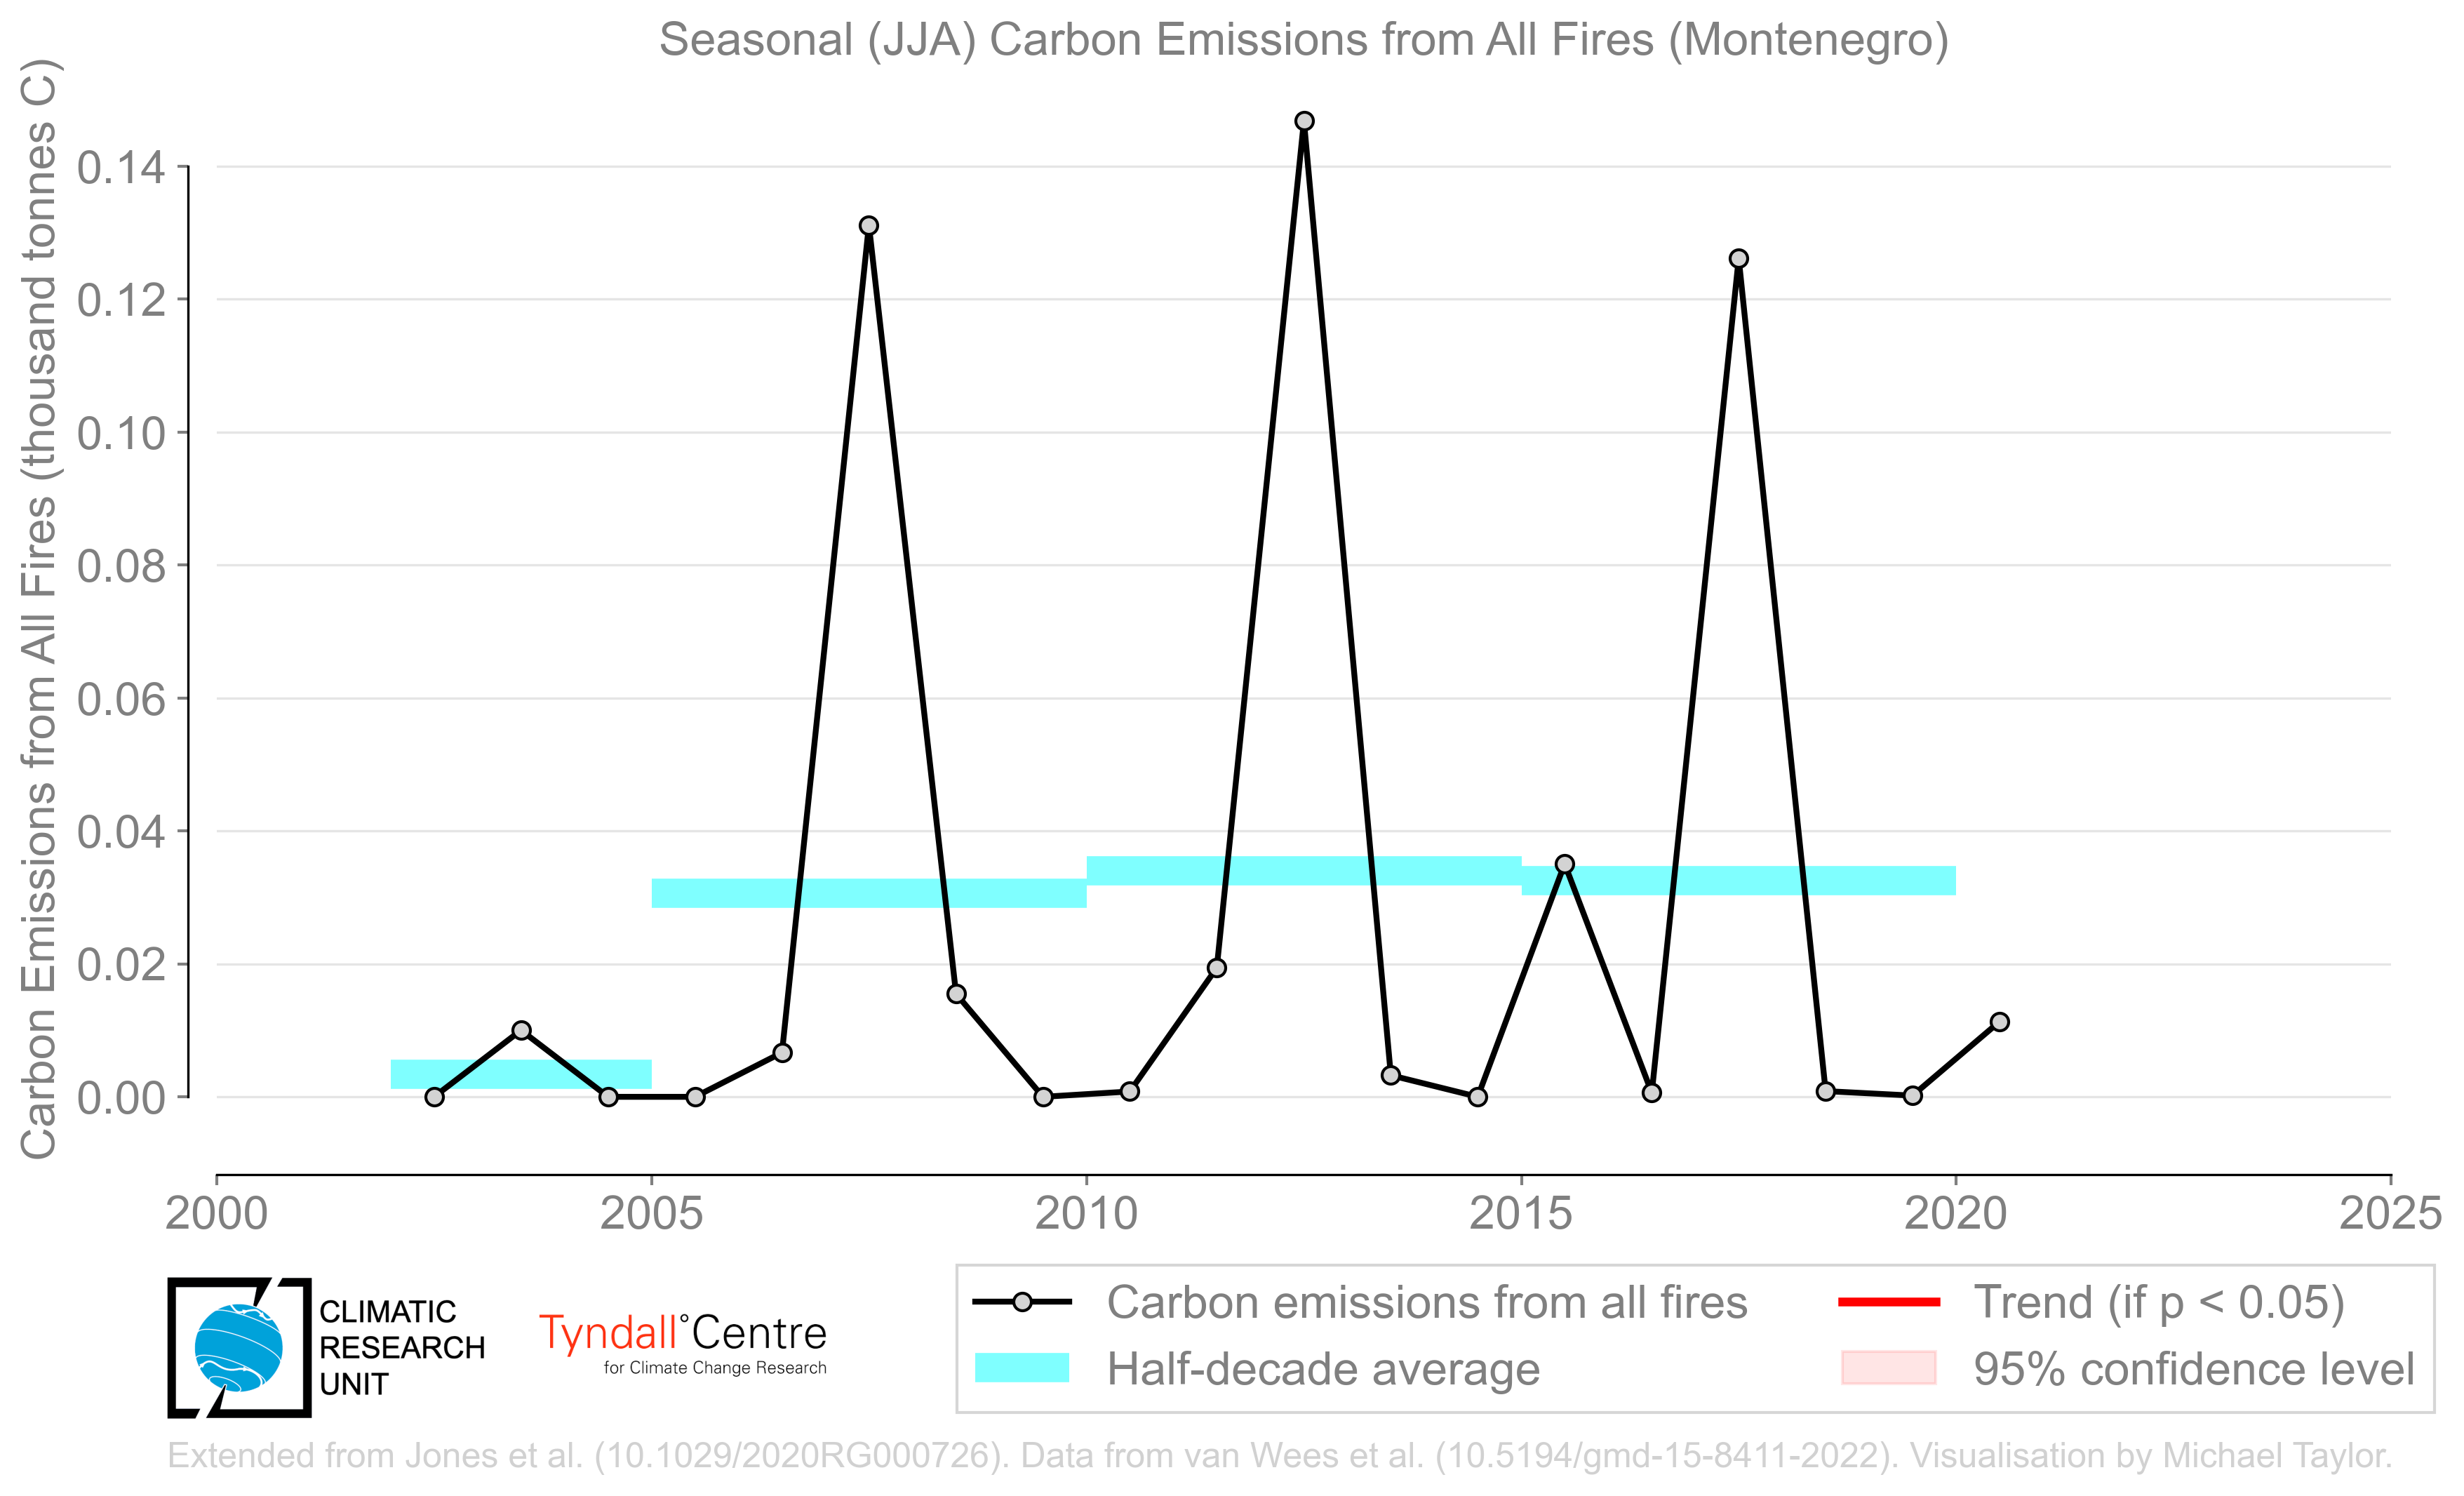 Seasonal (JJA) Carbon Emissions from All Fires (Montenegro)
Carbon Emissions from All Fires (thousand tonnes C)
0.14
0.12
0.10
0.08
0.06
0.04
0.02
0.00
2000
2005
2010
2015
2020
2025
CLIMATIC
RESEARCH
UNIT
Tyndall°Centre
for Climate Change Research
Carbon emissions from all fires
Half-decade average
Trend (if p < 0.05)
95% confidence level
Extended from Jones et al. (10.1029/2020RG000726). Data from van Wees et al. (10.5194/gmd-15-8411-2022). Visualisation by Michael Taylor.